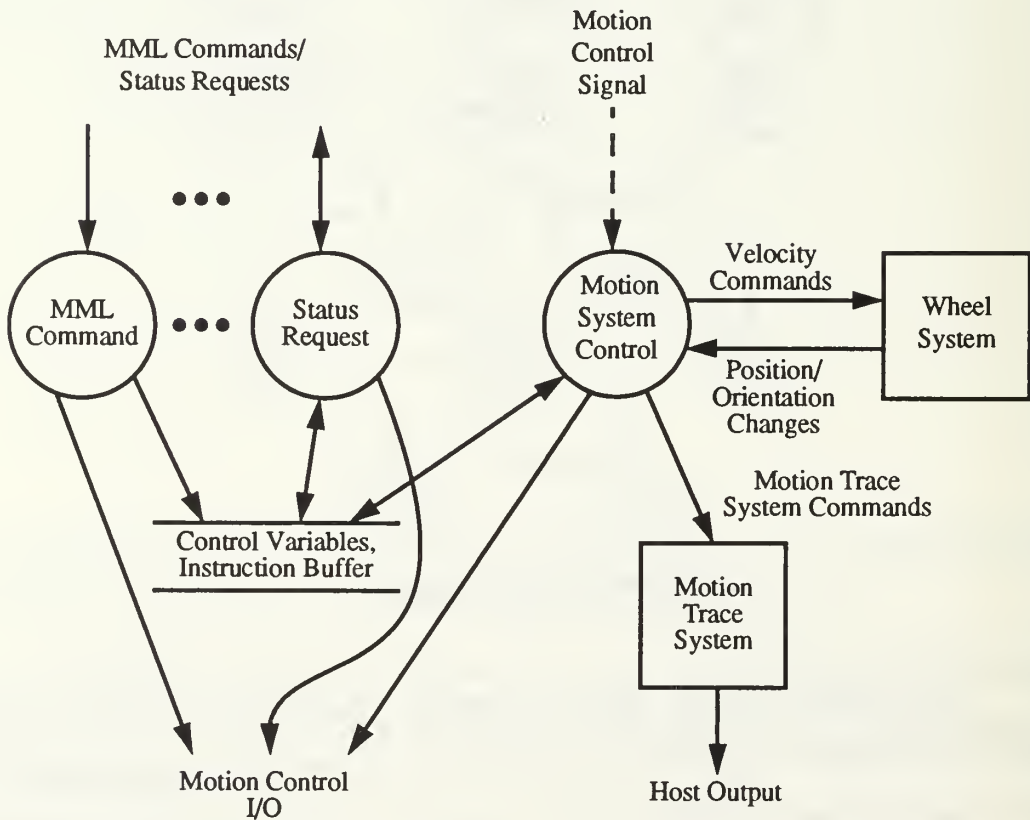 MML Commands/
Status Requests
Motion
Control
Signal
MML
Command
Status
Request
Motion
System
Control
Velocity
Commands
Wheel
System
Position/
Orientation
Changes
Motion Trace
System Commands
Control Variables,
Instruction Buffer
Motion
Trace
System
Motion Control
I/O
Host Output